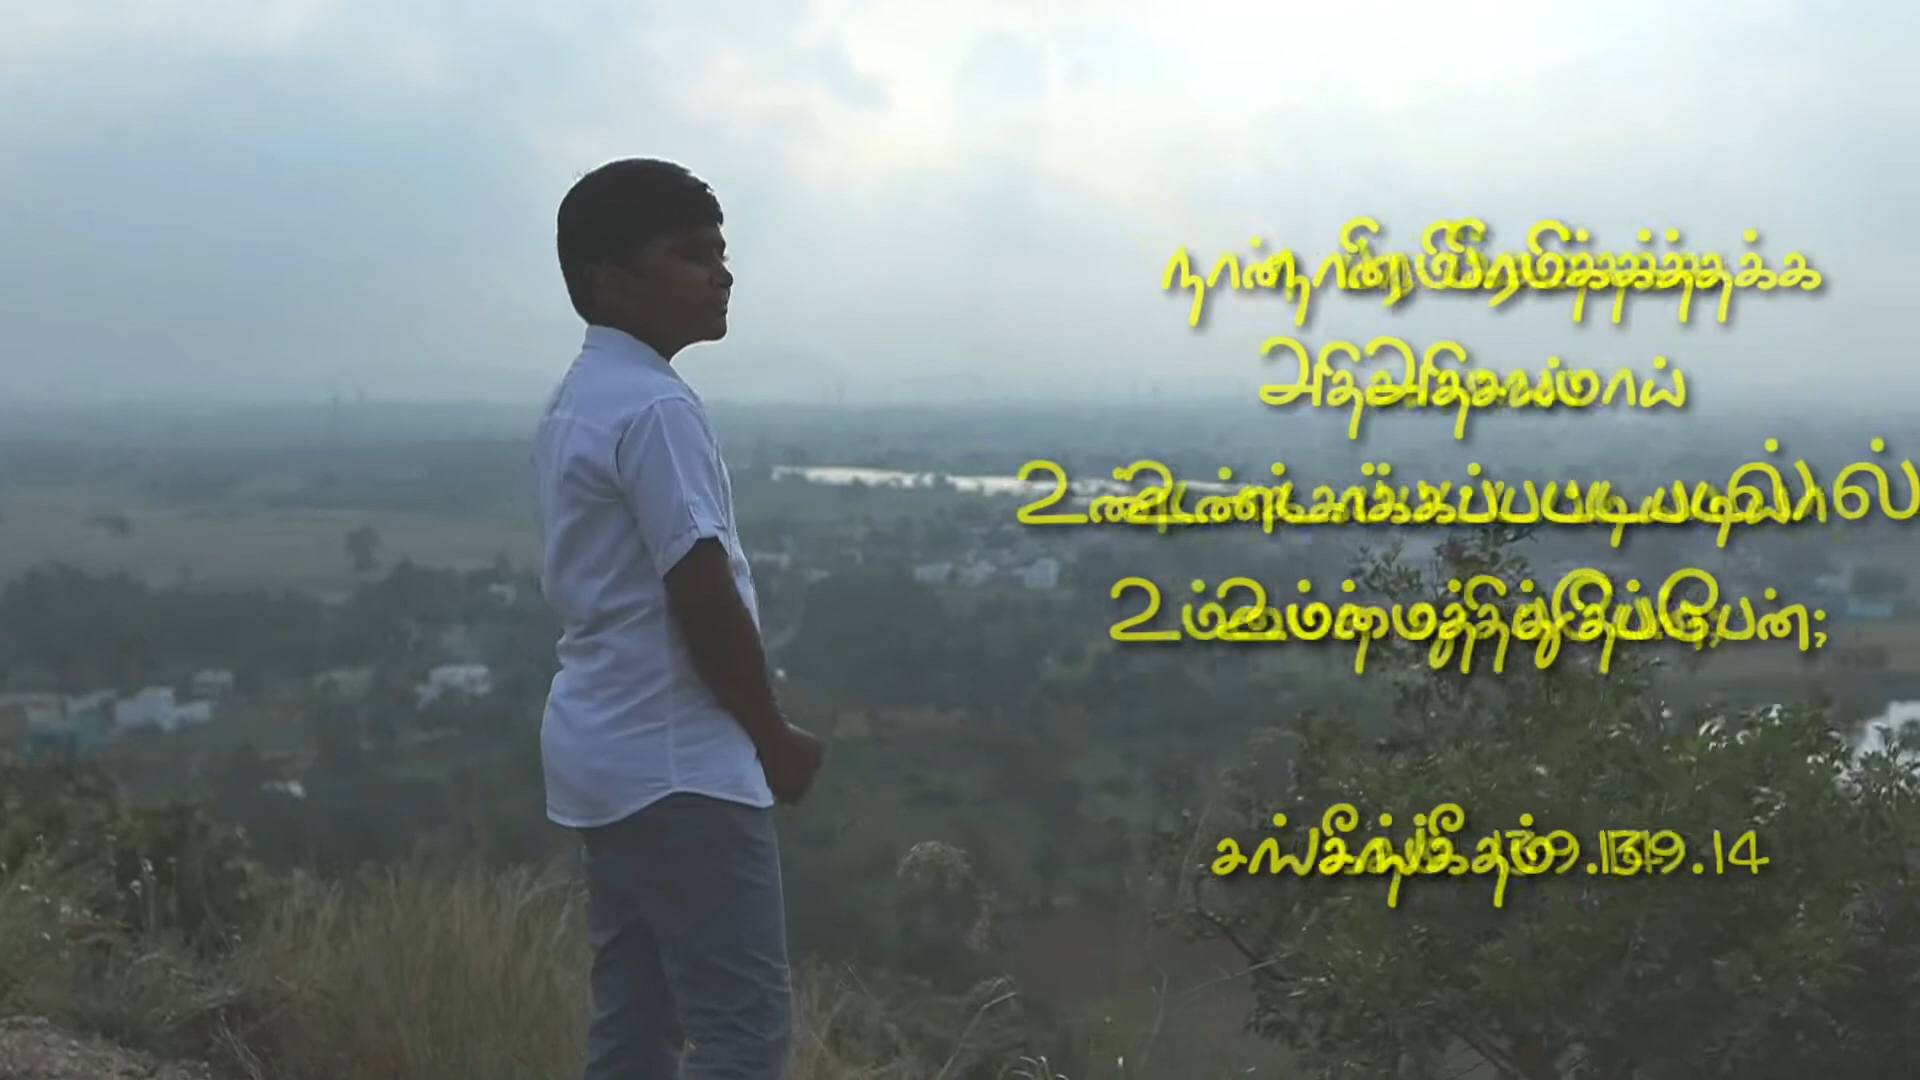 நான் பிரமிக்கத்தக்க
அதிசயமாய்
உண்டாக்கப்பட்டபடியால்
உம்மைத்துதிப்பேன்;
சங்கீதம் 139.14